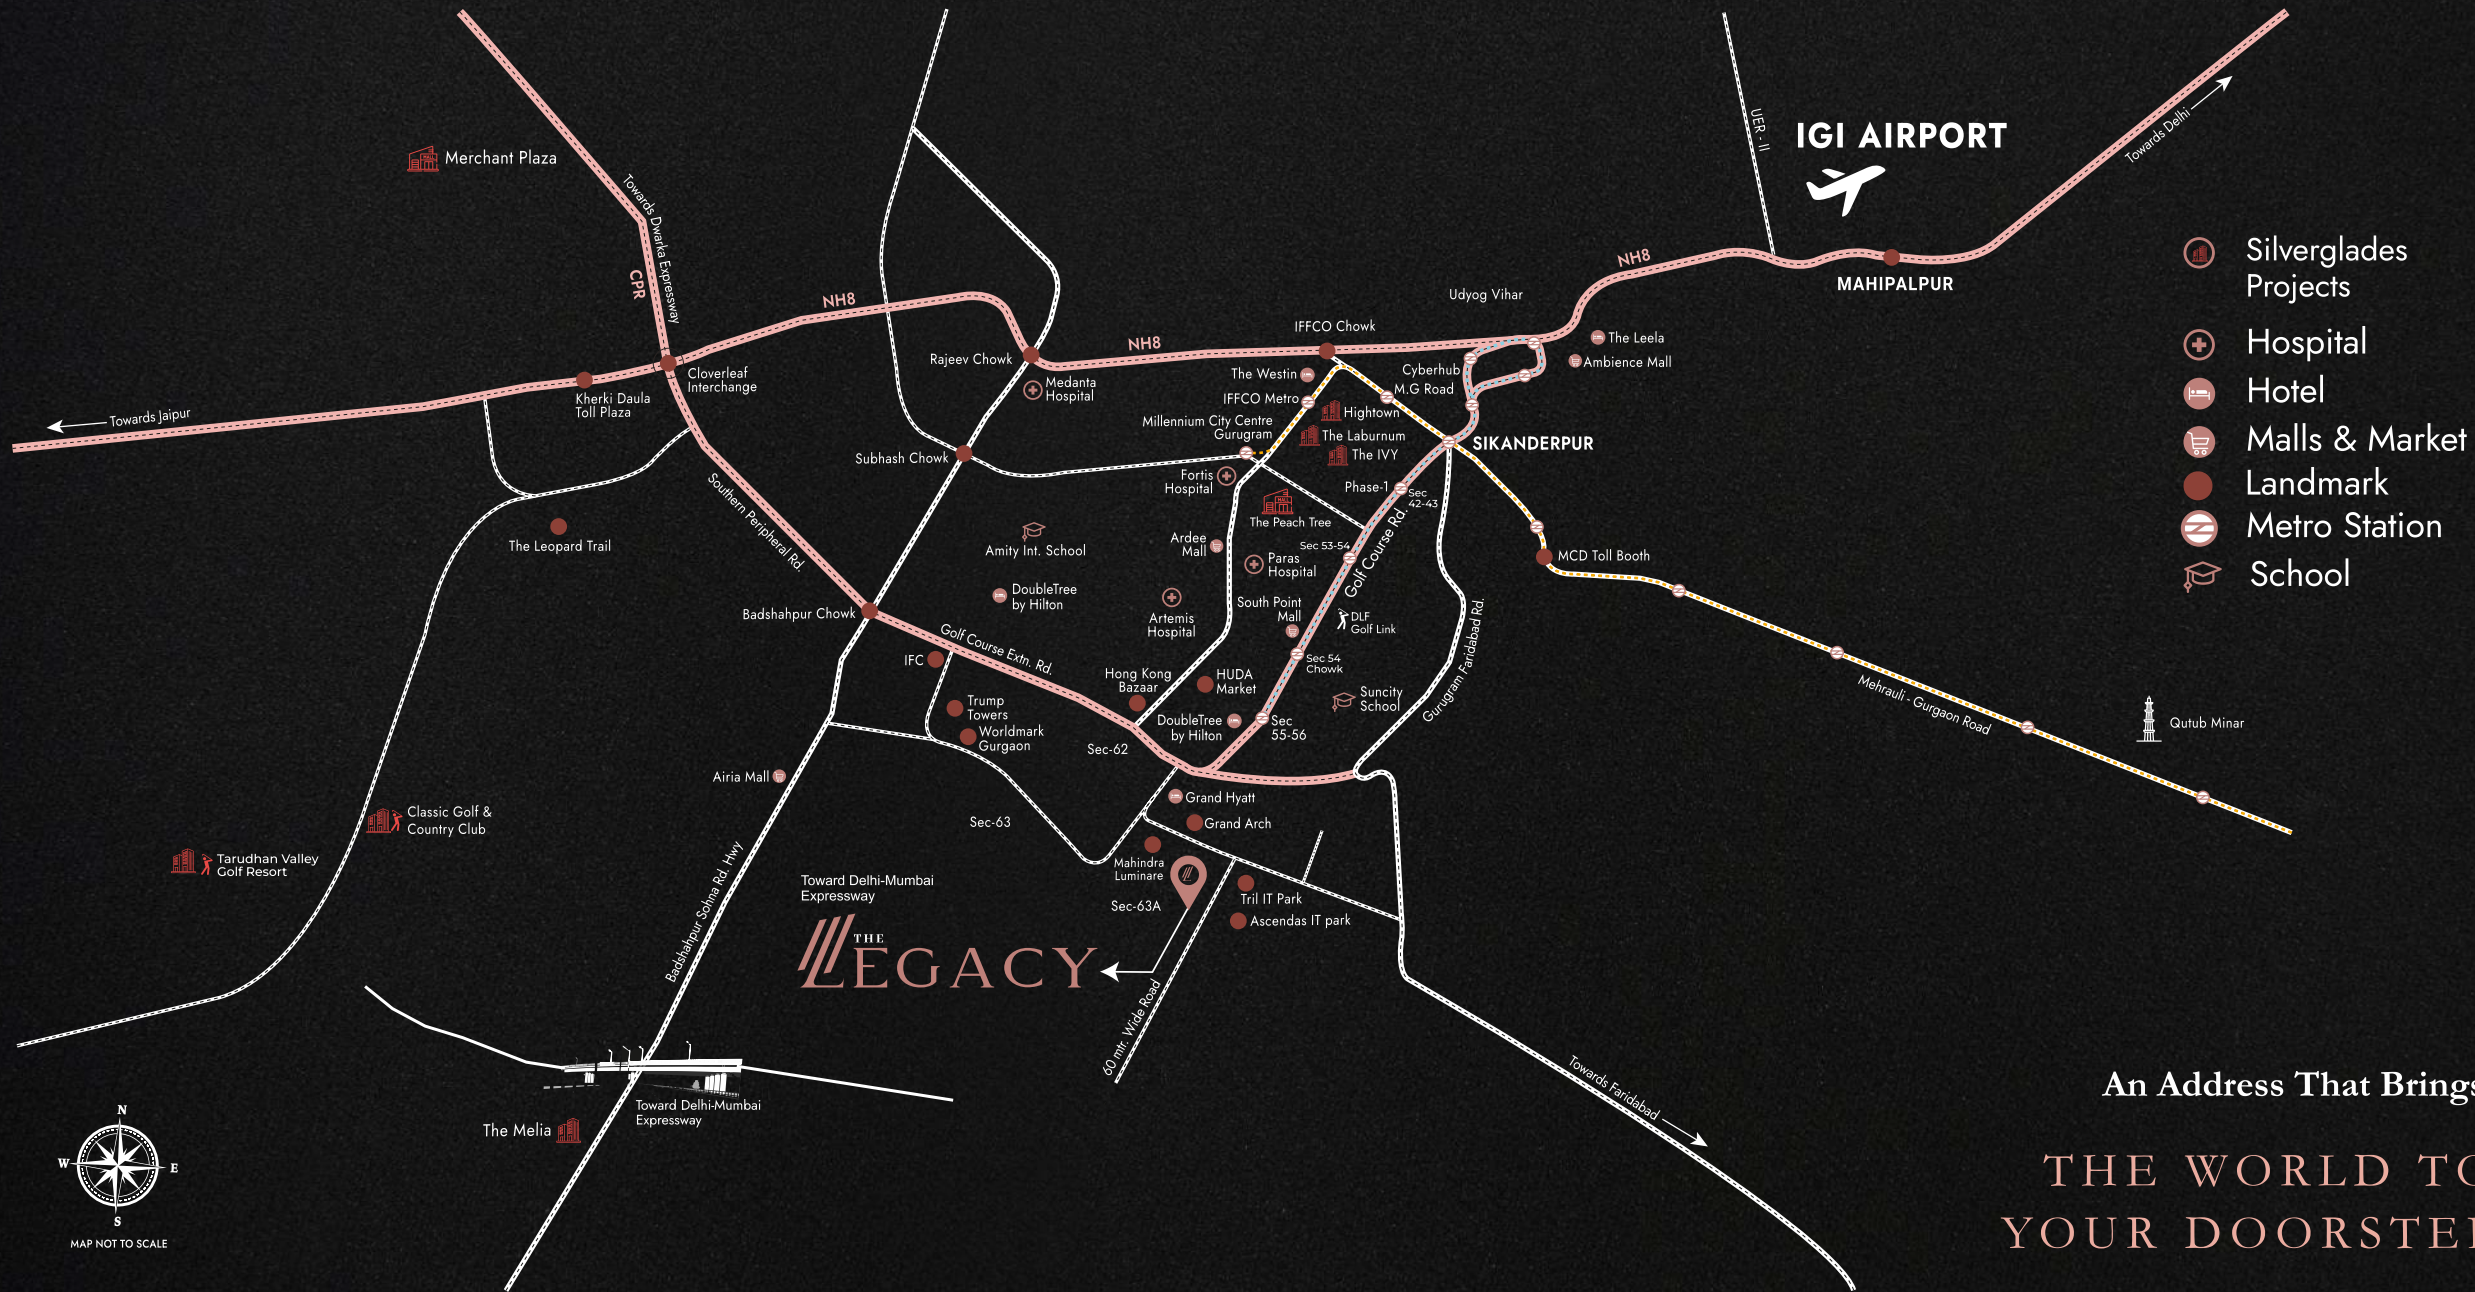 IGI AIRPORT
UER - II
Towards Delhi
Merchant Plaza
Towards Dwarka Expressway
CPR
NH8
NH8
NH8
MAHIPALPUR
Udyog Vihar
IFFCO Chowk
The Leela
Ambience Mall
Rajeev Chowk
Medanta
Hospital
The Westin
Cyberhub
M.G Road
IFFCO Metro
Hightown
Millennium City Centre
Gurugram
The Laburnum
The IVY
SIKANDERPUR
Cloverleaf
Interchange
Kherki Daula
Toll Plaza
Towards Jaipur
Subhash Chowk
Fortis
Hospital
Phase-1
Sec
42-43
The Peach Tree
Southern Peripheral Rd.
The Leopard Trail
Amity Int. School
Ardee
Mall
Sec 53-54
Golf Course Rd.
Paras
Hospital
MCD Toll Booth
DoubleTree
by Hilton
Artemis
Hospital
South Point
Mall
DLF
Golf Link
Badshahpur Chowk
Golf Course Extn. Rd.
IFC
Sec 54
Chowk
Gurugram Faridabad Rd.
Hong Kong
Bazaar
HUDA
Market
Suncity
School
Trump
Towers
Worldmark
Gurgaon
DoubleTree
by Hilton
Sec
55-56
Sec-62
Mehrauli - Gurgaon Road
Qutub Minar
Airia Mall
Grand Hyatt
Grand Arch
Sec-63
Classic Golf &
Country Club
Tarudhan Valley
Golf Resort
Mahindra
Luminare
Toward Delhi-Mumbai
Expressway
Sec-63A
Tril IT Park
Ascendas IT park
THE
LEGACY
Badshahpur Sohna Rd. Hwy
60 mtr. Wide Road
Towards Faridabad
Toward Delhi-Mumbai
Expressway
The Melia
N
W
E
S
MAP NOT TO SCALE
Silverglades
Projects
Hospital
Hotel
Malls & Market
Landmark
Metro Station
School
An Address That Brings
THE WORLD TO
YOUR DOORSTEP